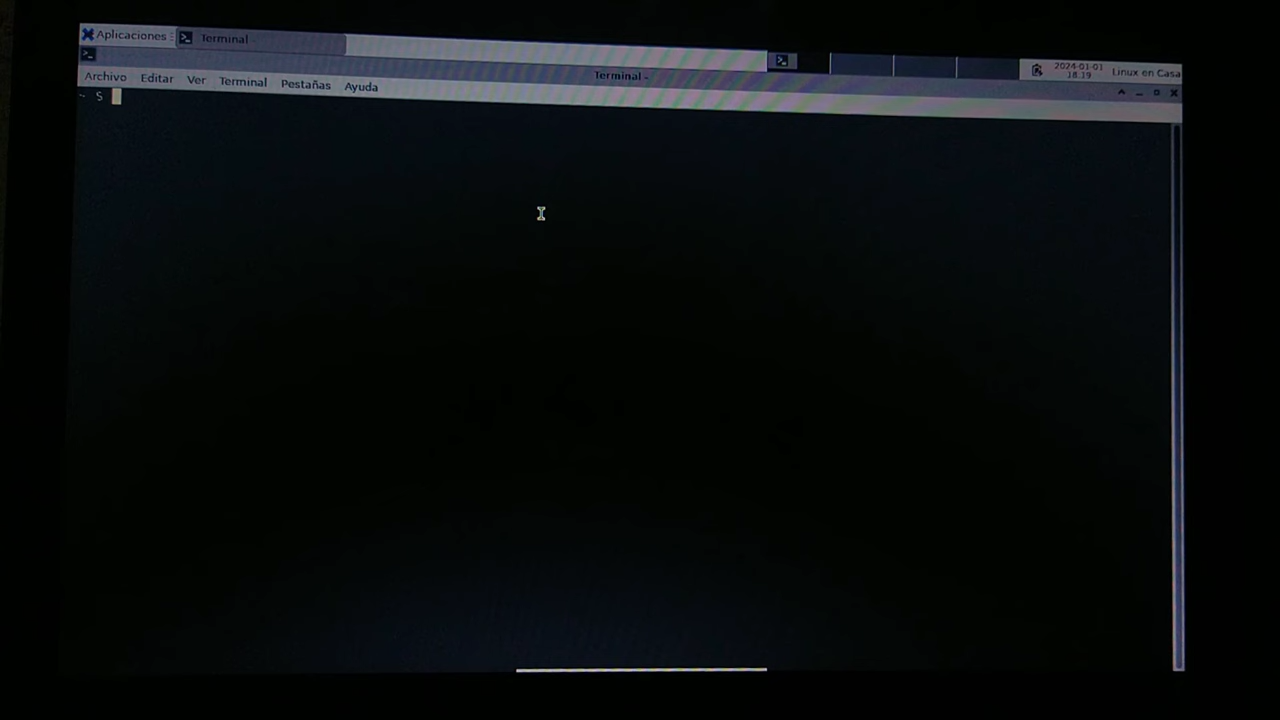 Aplicaciones
Terminal -
2024-01-01
18:19
Linux en Casa
Terminal -
Archivo Editar Ver Terminal Pestañas Ayuda
~ $